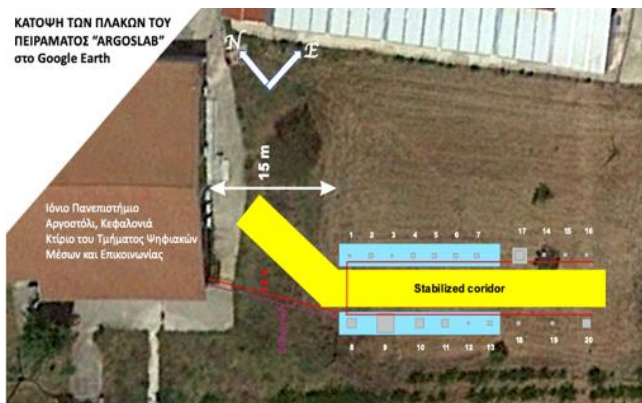 ΚΑΤΟΨΗ ΤΩΝ ΠΛΑΚΩΝ ΤΟΥ
ΠΕΙΡΑΜΑΤΟΣ “ARGOSLAB”
στο Google Earth
N
E
15 m
Ιόνιο Πανεπιστήμιο
Αργοστόλι, Κεφαλονιά
Κτίριο του Τμήματος Ψηφιακών
Μέσων και Επικοινωνίας
1 2 3 4 5 6 7 17 14 15 16
Stabilized coridor
8 9 10 11 12 13 18 19 20